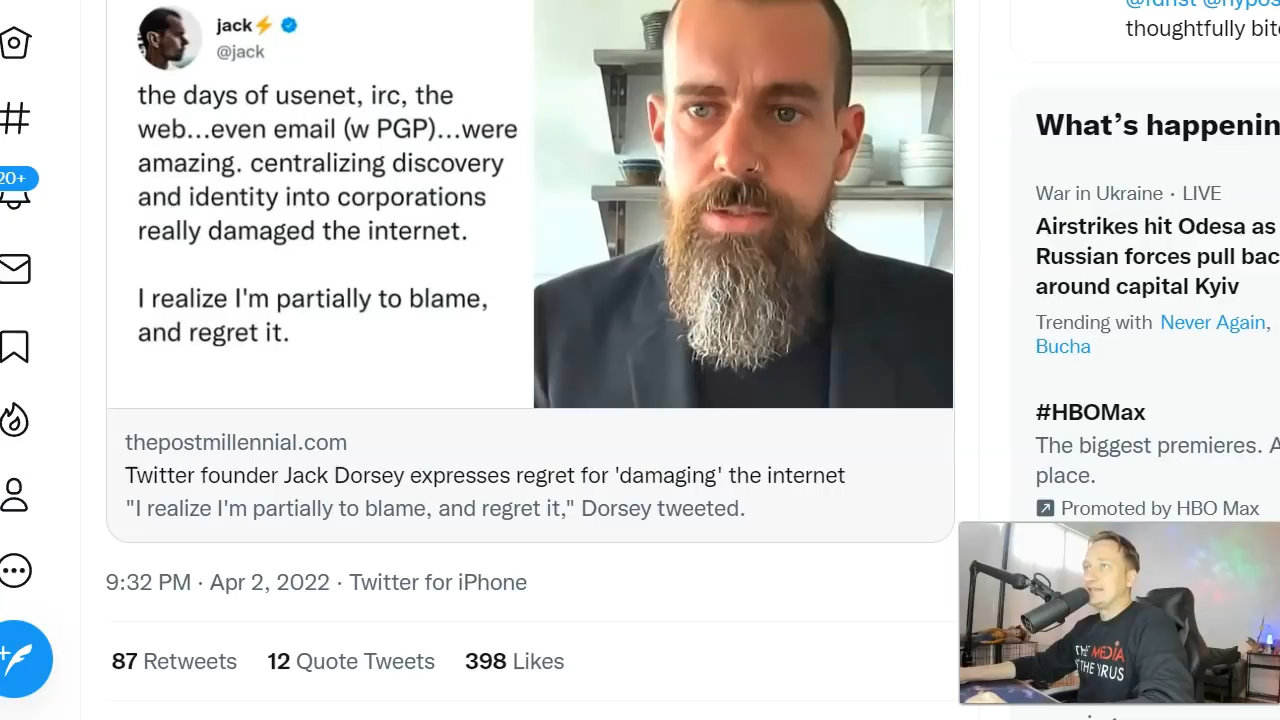 jack⚡
@jack
the days of usenet, irc, the
web...even email (w PGP)...were
amazing. centralizing discovery
and identity into corporations
really damaged the internet.
I realize I'm partially to blame,
and regret it.
thepostmillennial.com
Twitter founder Jack Dorsey expresses regret for 'damaging' the internet
"I realize I'm partially to blame, and regret it," Dorsey tweeted.
9:32 PM · Apr 2, 2022 · Twitter for iPhone
87 Retweets 12 Quote Tweets 398 Likes
20+
thoughtfully
What's
War in Ukraine · LIVE
Airstrikes hit Odesa as
Russian forces pull
around capital Kyiv
Trending with Never Again,
Bucha
#HBOMax
The biggest premieres. A
place.
Promoted by HBO Max
THE MEDIA
THE VIRUS